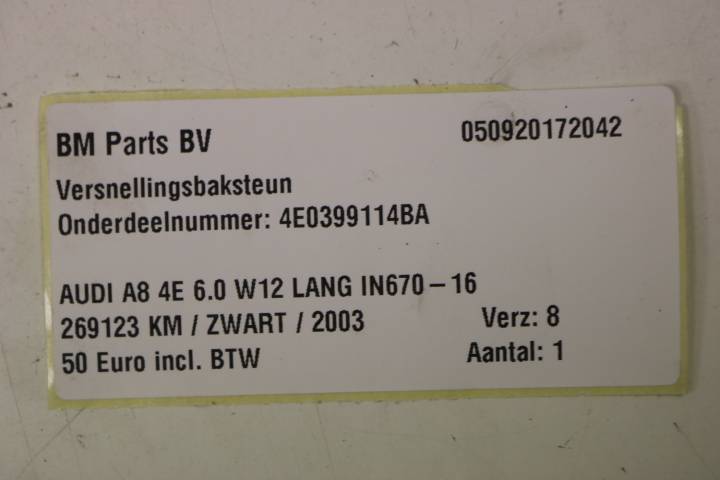 BM Parts BV 050920172042
Versnellingsbaksteun
Onderdeelnummer: 4E0399114BA
AUDI A8 4E 6.0 W12 LANG IN670-16
269123 KM / ZWART / 2003 Verz: 8
50 Euro incl. BTW Aantal: 1